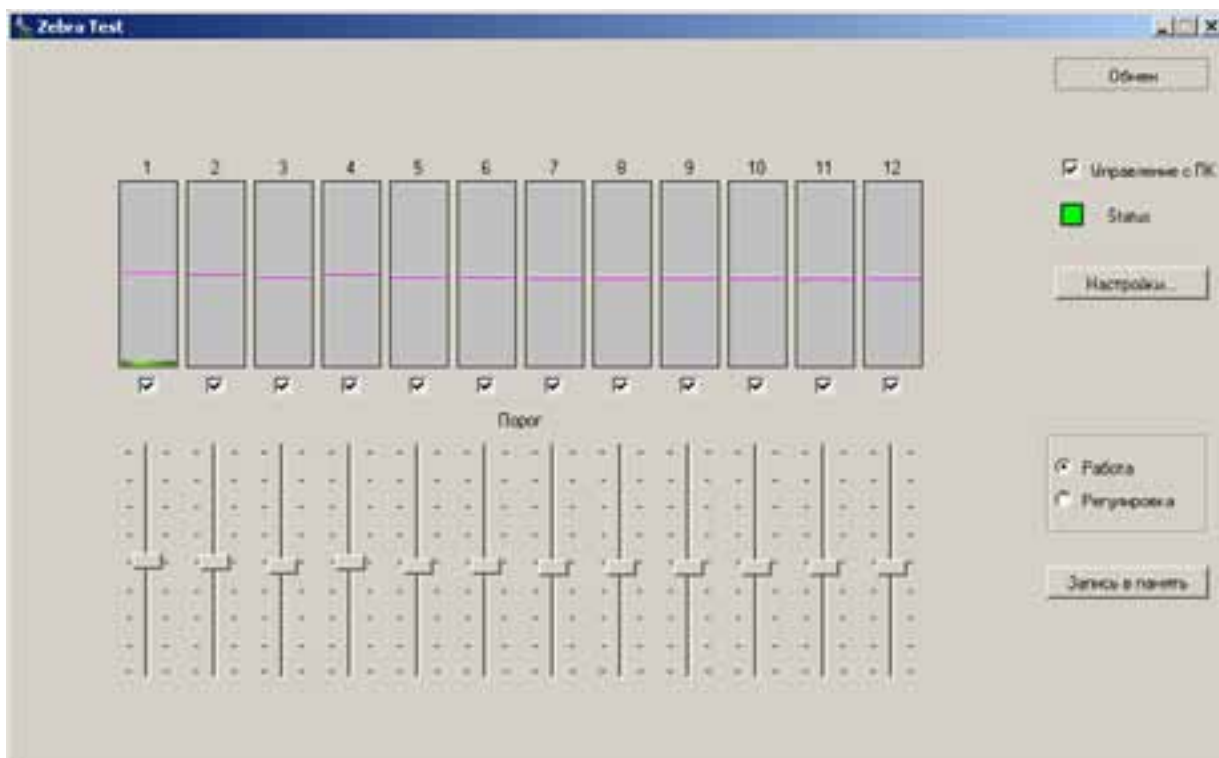 Zebra Test
Обмен
1 2 3 4 5 6 7 8 9 10 11 12
Управление с ПК
Status
Настройки...
Порог
Работа
Регулировка
Запись в память